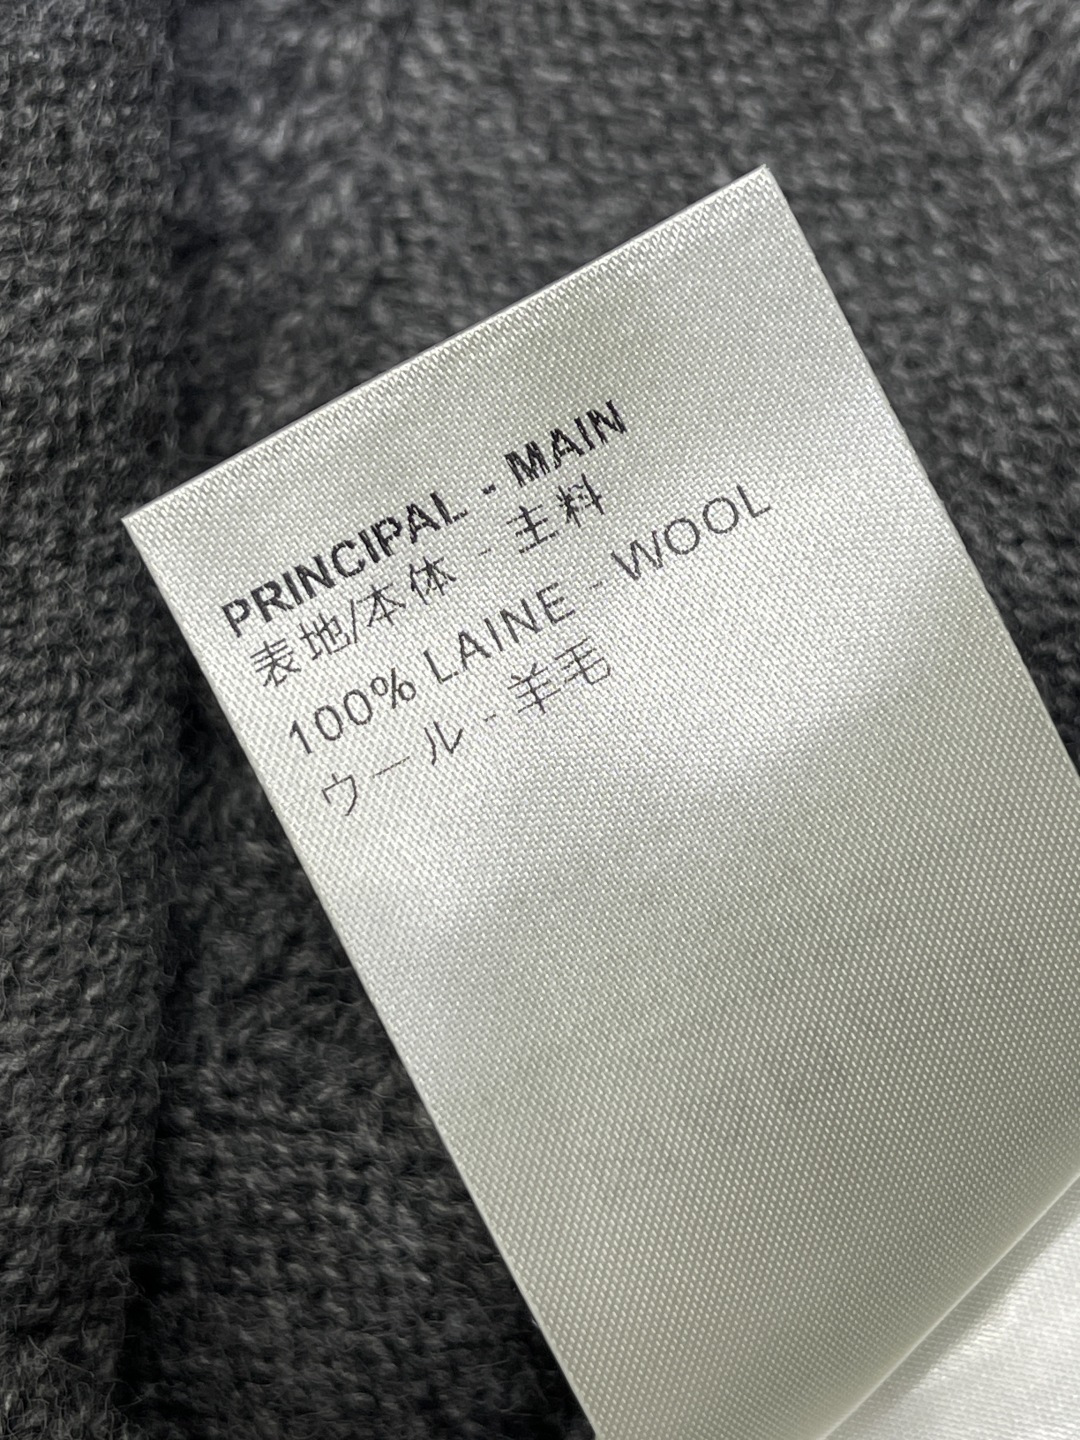 PRINCIPAL - MAIN
表地/本体 - 主料
100% LAINE - WOOL
ウール - 羊毛